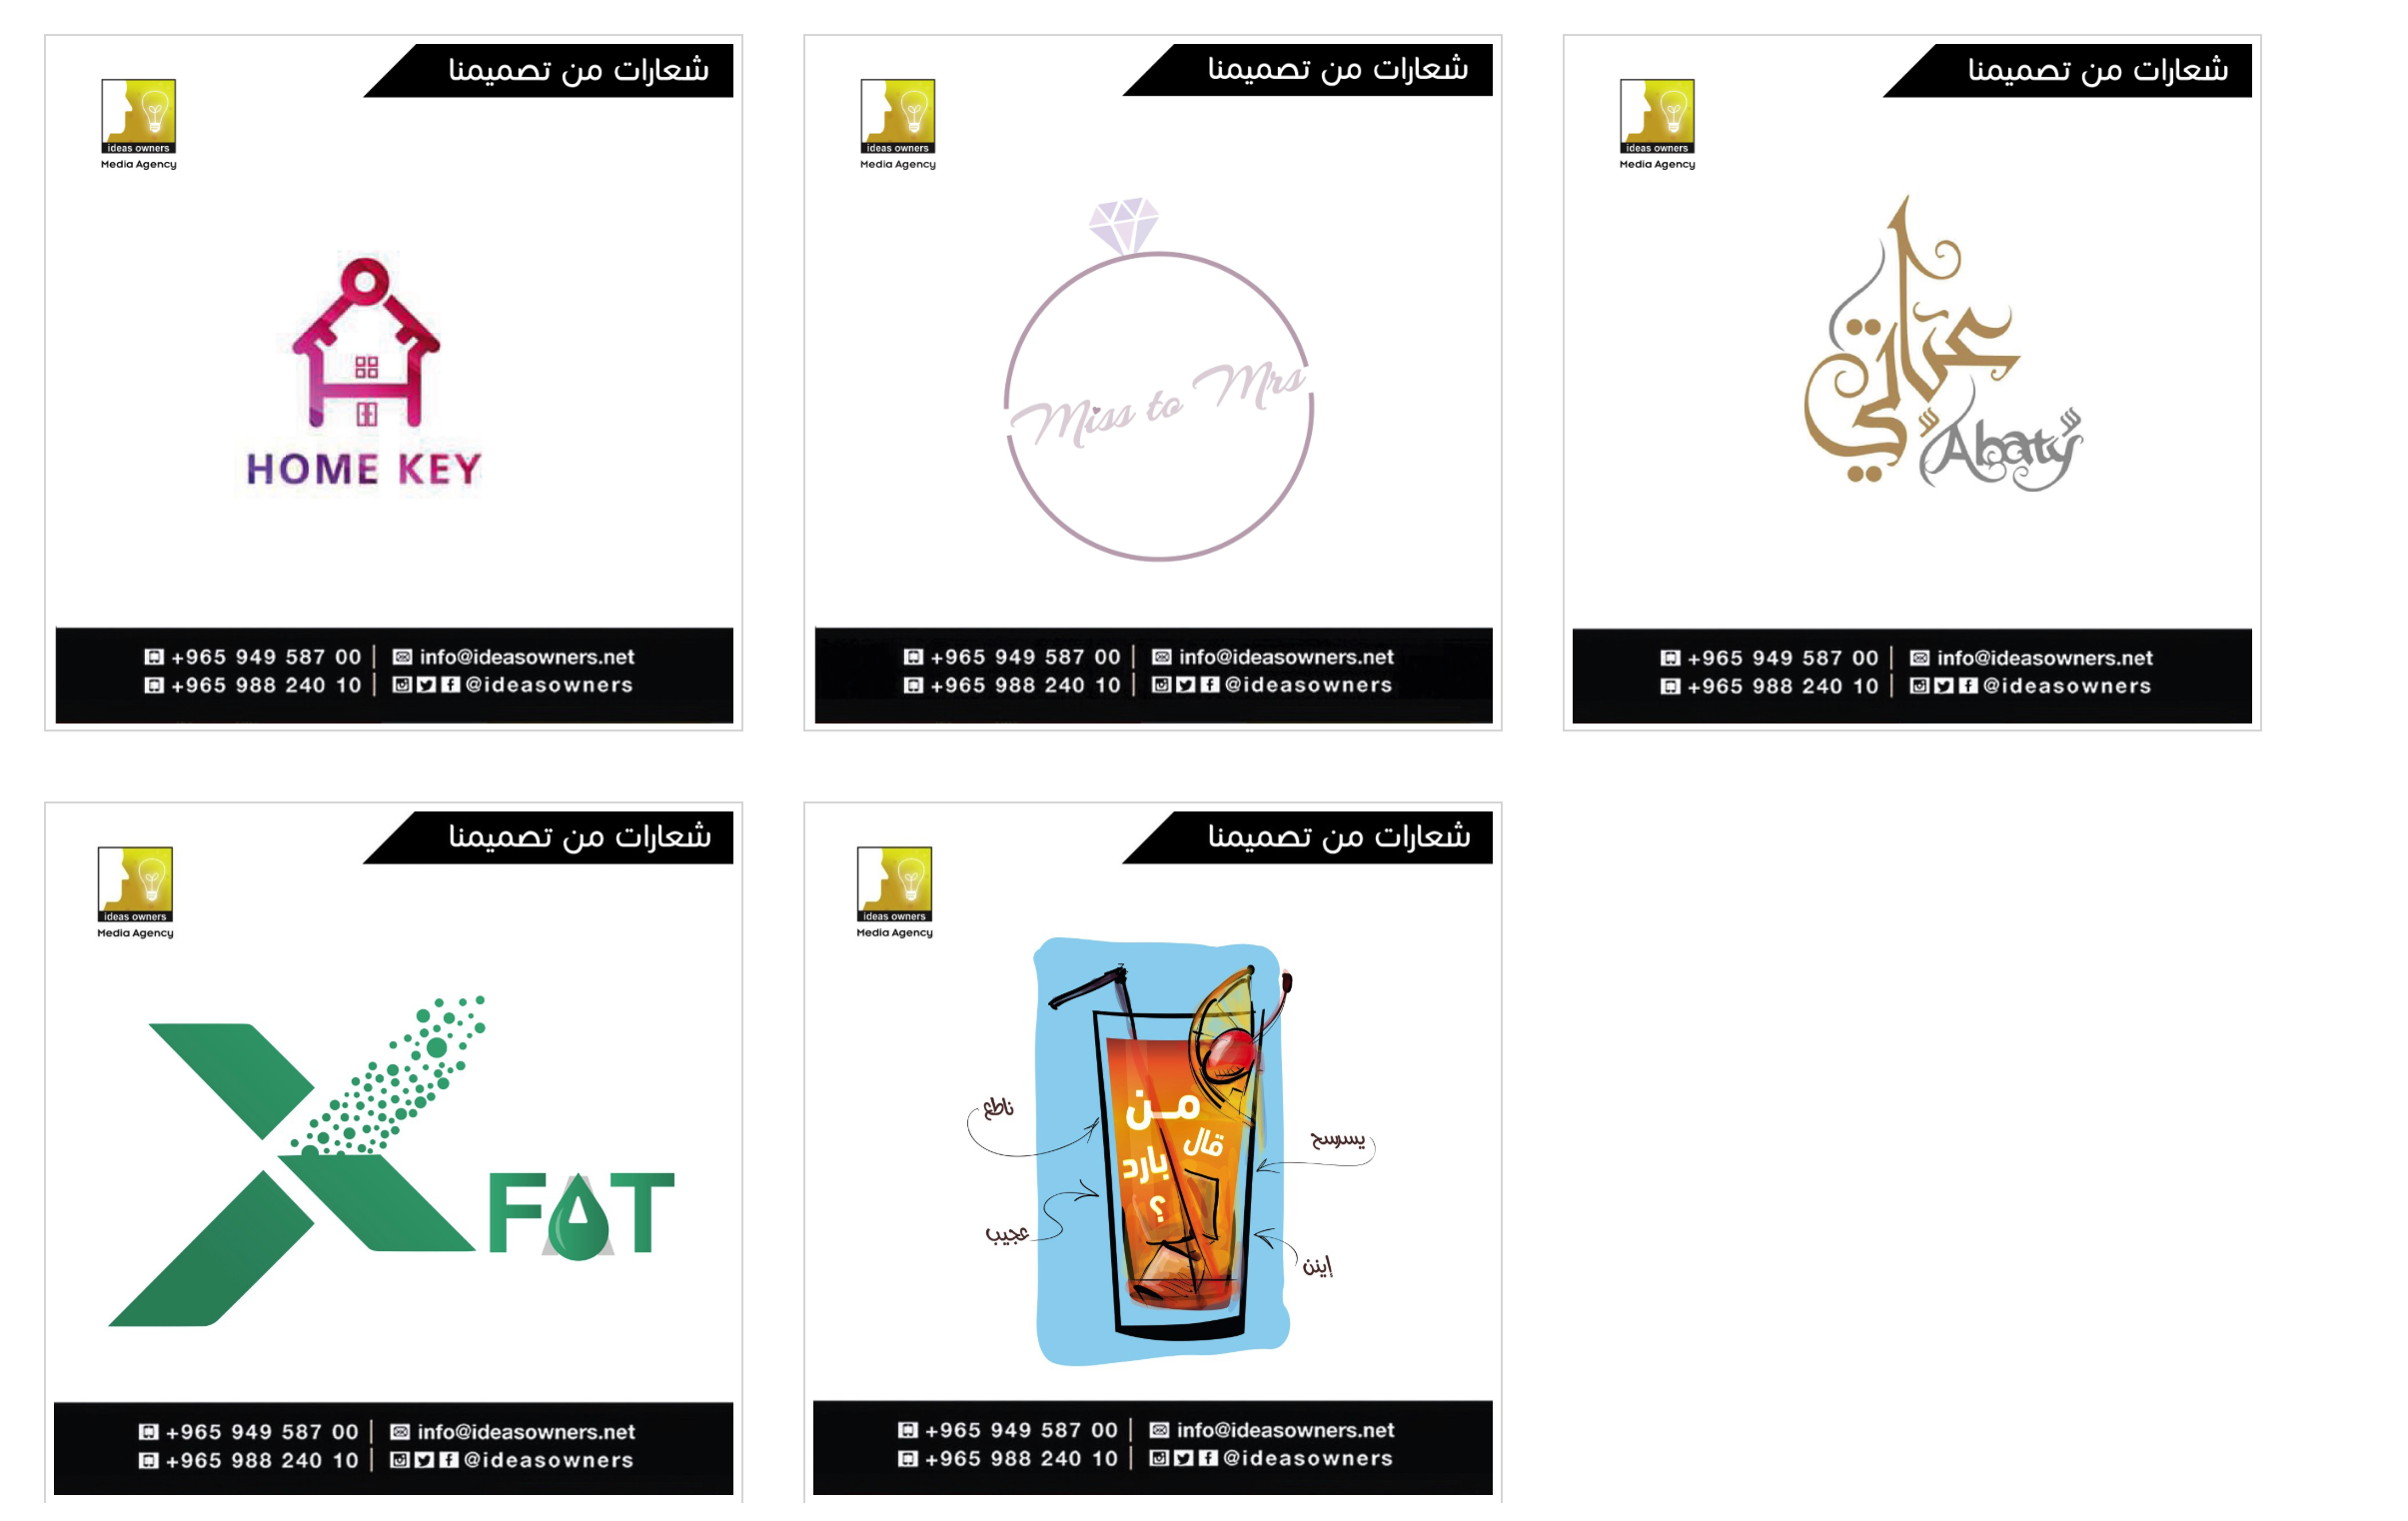 شعارات من تصميمنا
ideas owners
Media Agency
HOME KEY
+965 949 587 00 | info@ideasowners.net
+965 988 240 10 | @ideasowners
شعارات من تصميمنا
ideas owners
Media Agency
Miss to Mrs
+965 949 587 00 | info@ideasowners.net
+965 988 240 10 | @ideasowners
شعارات من تصميمنا
ideas owners
Media Agency
عباتي
Abaty
+965 949 587 00 | info@ideasowners.net
+965 988 240 10 | @ideasowners
شعارات من تصميمنا
ideas owners
Media Agency
X FAT
+965 949 587 00 | info@ideasowners.net
+965 988 240 10 | @ideasowners
شعارات من تصميمنا
ideas owners
Media Agency
من
قال
بارد
؟
ناطع
يسرسح
عجيب
إينن
+965 949 587 00 | info@ideasowners.net
+965 988 240 10 | @ideasowners